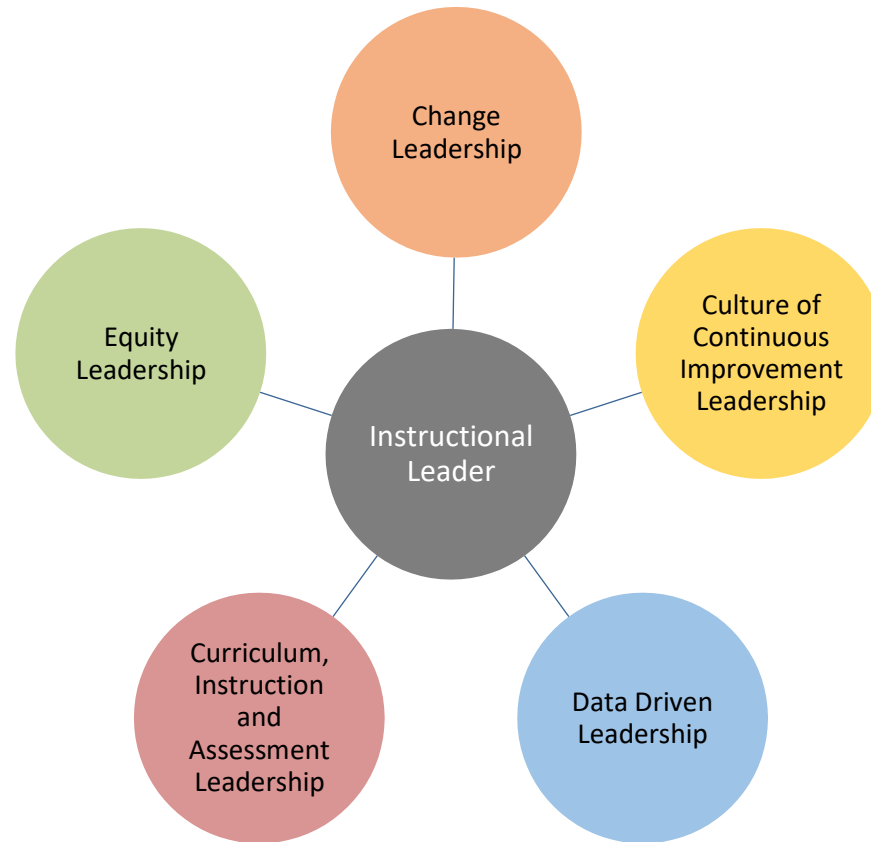 Change
Leadership
Culture of
Continuous
Improvement
Leadership
Equity
Leadership
Instructional
Leader
Curriculum,
Instruction
and
Assessment
Leadership
Data Driven
Leadership